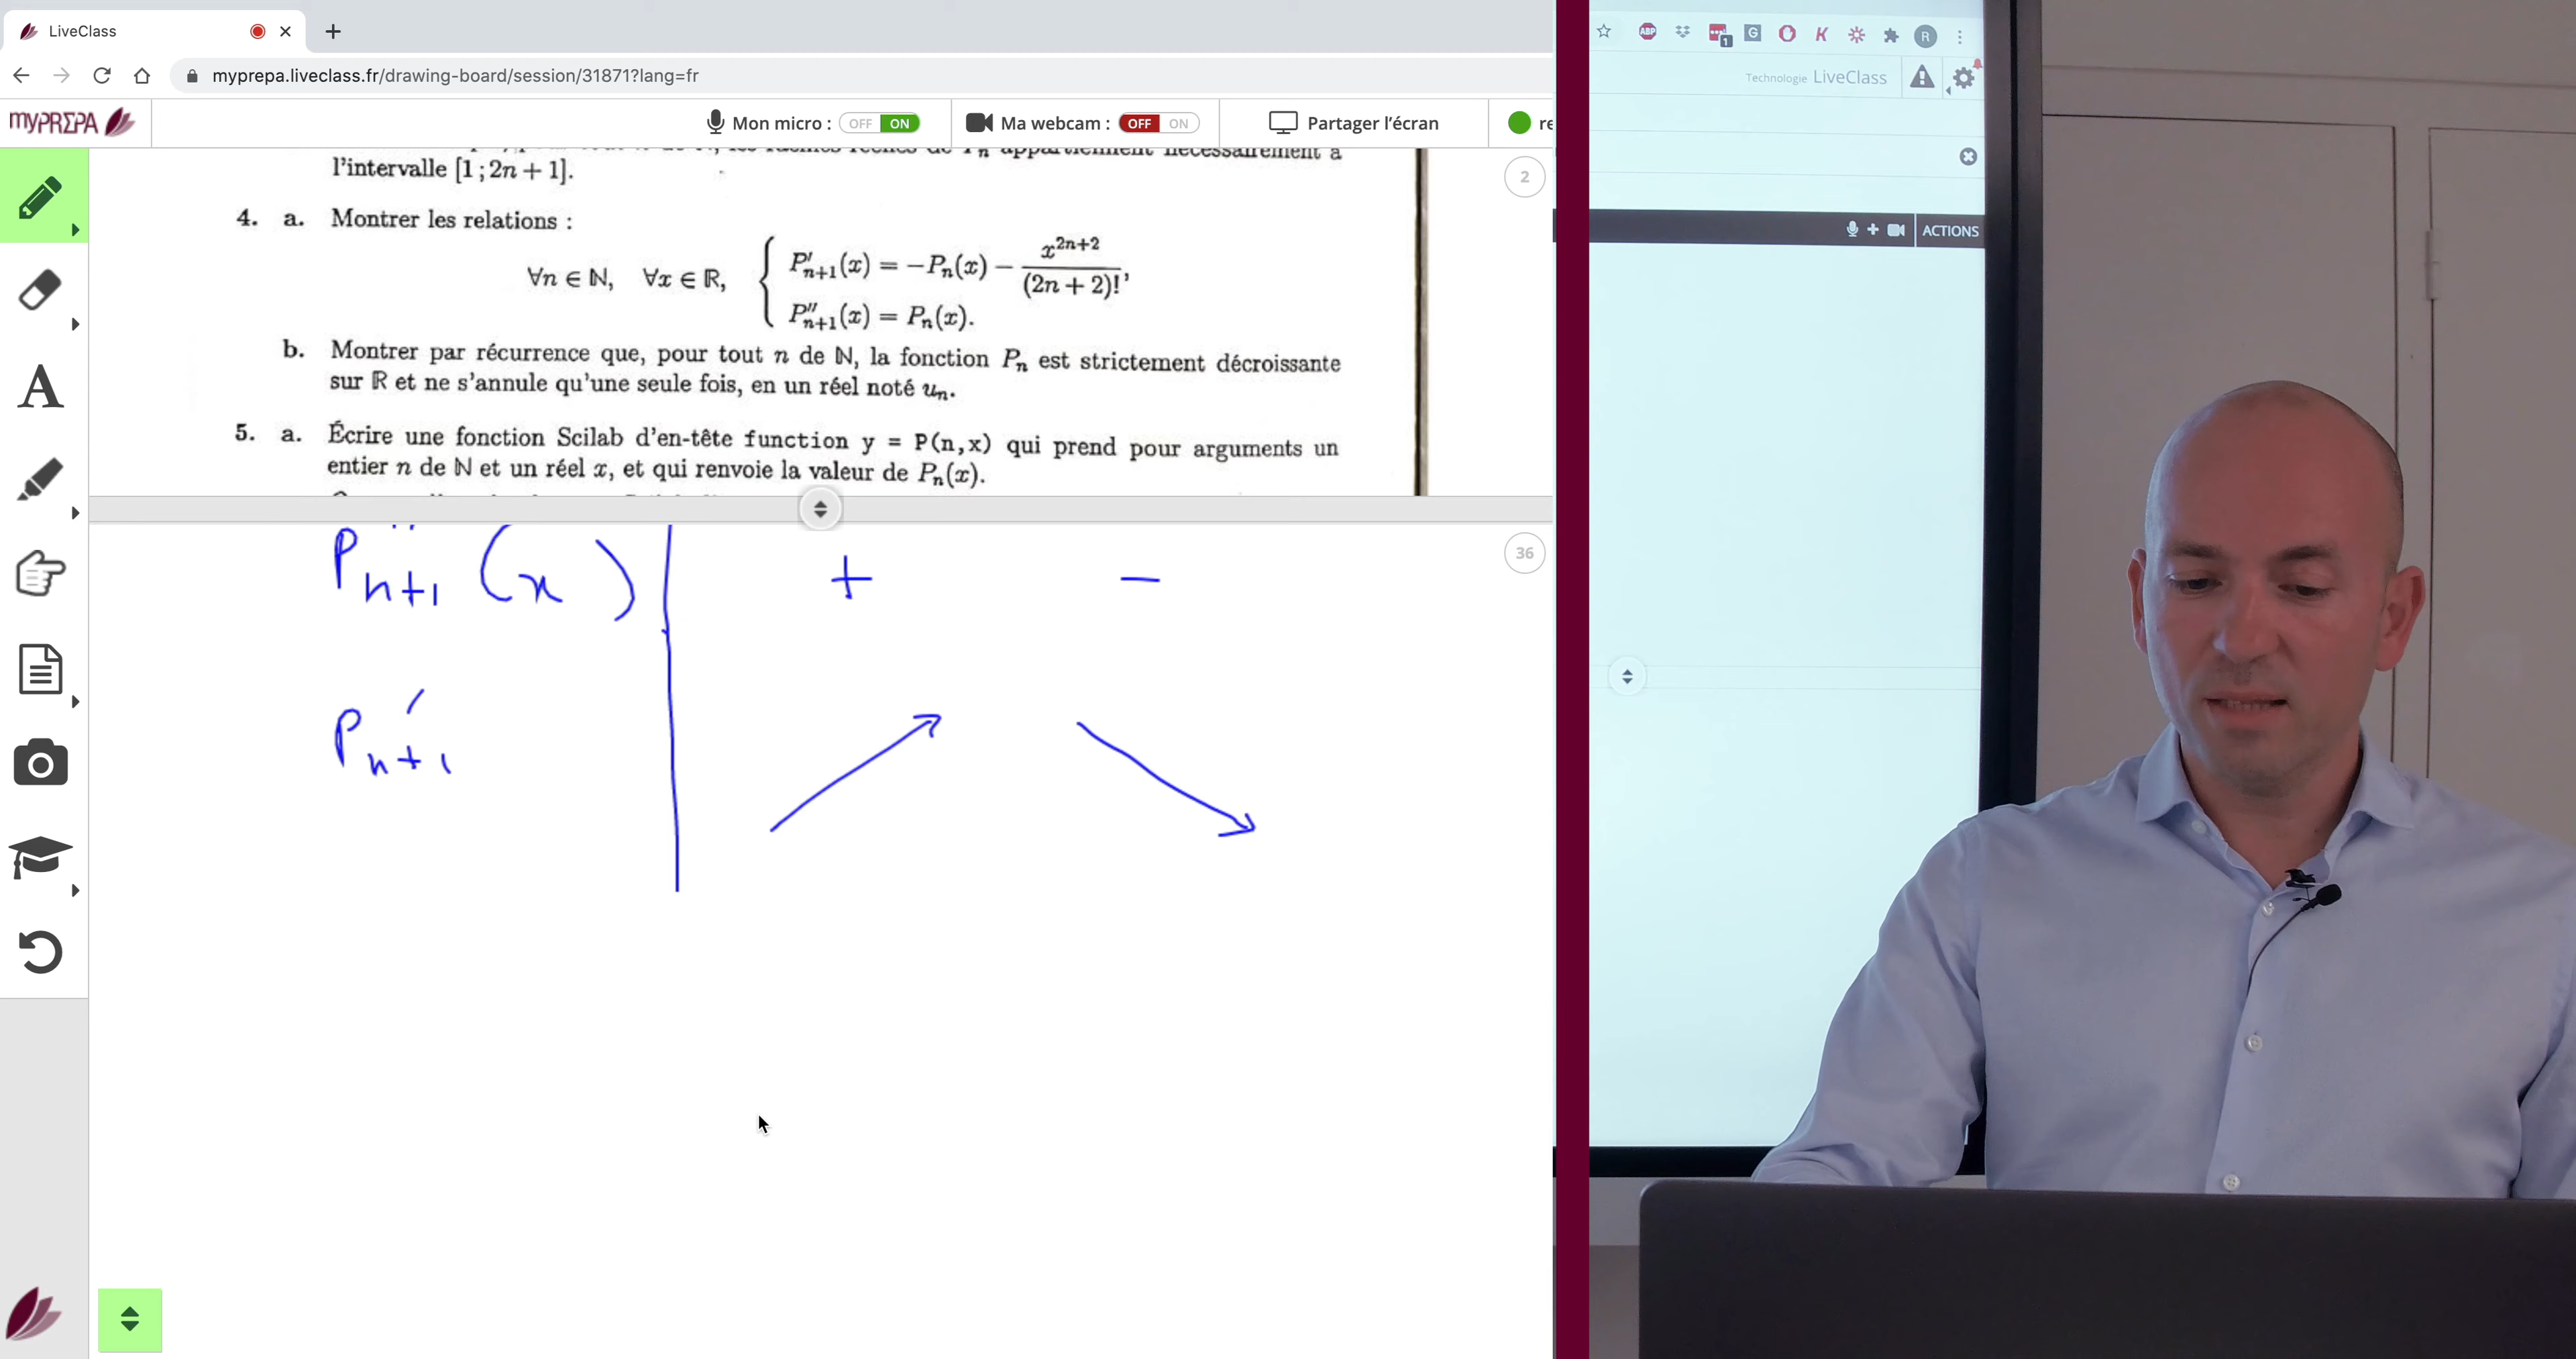 LiveClass
myprepa.liveclass.fr/drawing-board/session/31871?lang=fr
myPRΣPA
Mon micro : OFF ON
Ma webcam : OFF ON
Partager l'écran
re
ABP
1
G
K
R
Technologie LiveClass
ACTIONS
l'intervalle [1 ; 2n + 1].
2
4. a. Montrer les relations :
∀n ∈ ℕ, ∀x ∈ ℝ, { P′ₙ₊₁(x) = −Pₙ(x) − x²ⁿ⁺²/(2n + 2)!,
P″ₙ₊₁(x) = Pₙ(x).
b. Montrer par récurrence que, pour tout n de ℕ, la fonction Pₙ est strictement décroissante
sur ℝ et ne s'annule qu'une seule fois, en un réel noté uₙ.
5. a. Écrire une fonction Scilab d'en-tête function y = P(n,x) qui prend pour arguments un
entier n de ℕ et un réel x, et qui renvoie la valeur de Pₙ(x).
36
P″ₙ₊₁(x) + −
P′ₙ₊₁